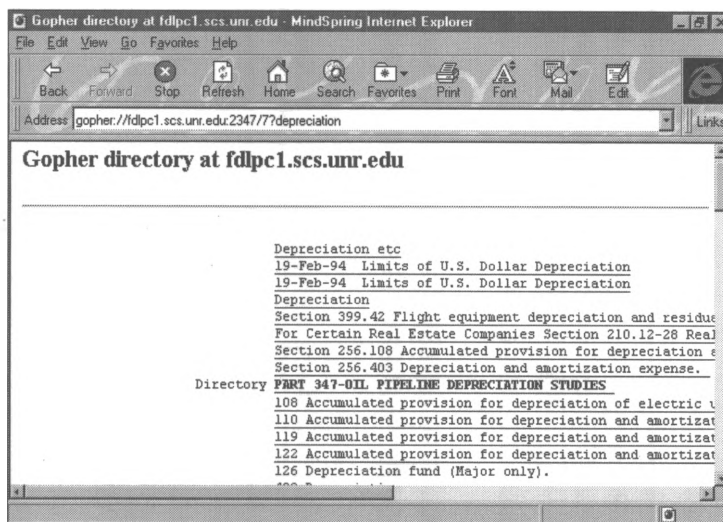 Gopher directory at fdlpc1.scs.unr.edu - MindSpring Internet Explorer
File Edit View Go Favorites Help
Back Forward Stop Refresh Home Search Favorites Print Font Mail Edit
Address gopher://fdlpc1.scs.unr.edu:2347/7?depreciation Links
Gopher directory at fdlpc1.scs.unr.edu
Depreciation etc
19-Feb-94 Limits of U.S. Dollar Depreciation
19-Feb-94 Limits of U.S. Dollar Depreciation
Depreciation
Section 399.42 Flight equipment depreciation and residua
For Certain Real Estate Companies Section 210.12-28 Real
Section 256.108 Accumulated provision for depreciation a
Section 256.403 Depreciation and amortization expense.
Directory PART 347-OIL PIPELINE DEPRECIATION STUDIES
108 Accumulated provision for depreciation of electric u
110 Accumulated provision for depreciation and amortizat
119 Accumulated provision for depreciation and amortizat
122 Accumulated provision for depreciation and amortizat
126 Depreciation fund (Major only).